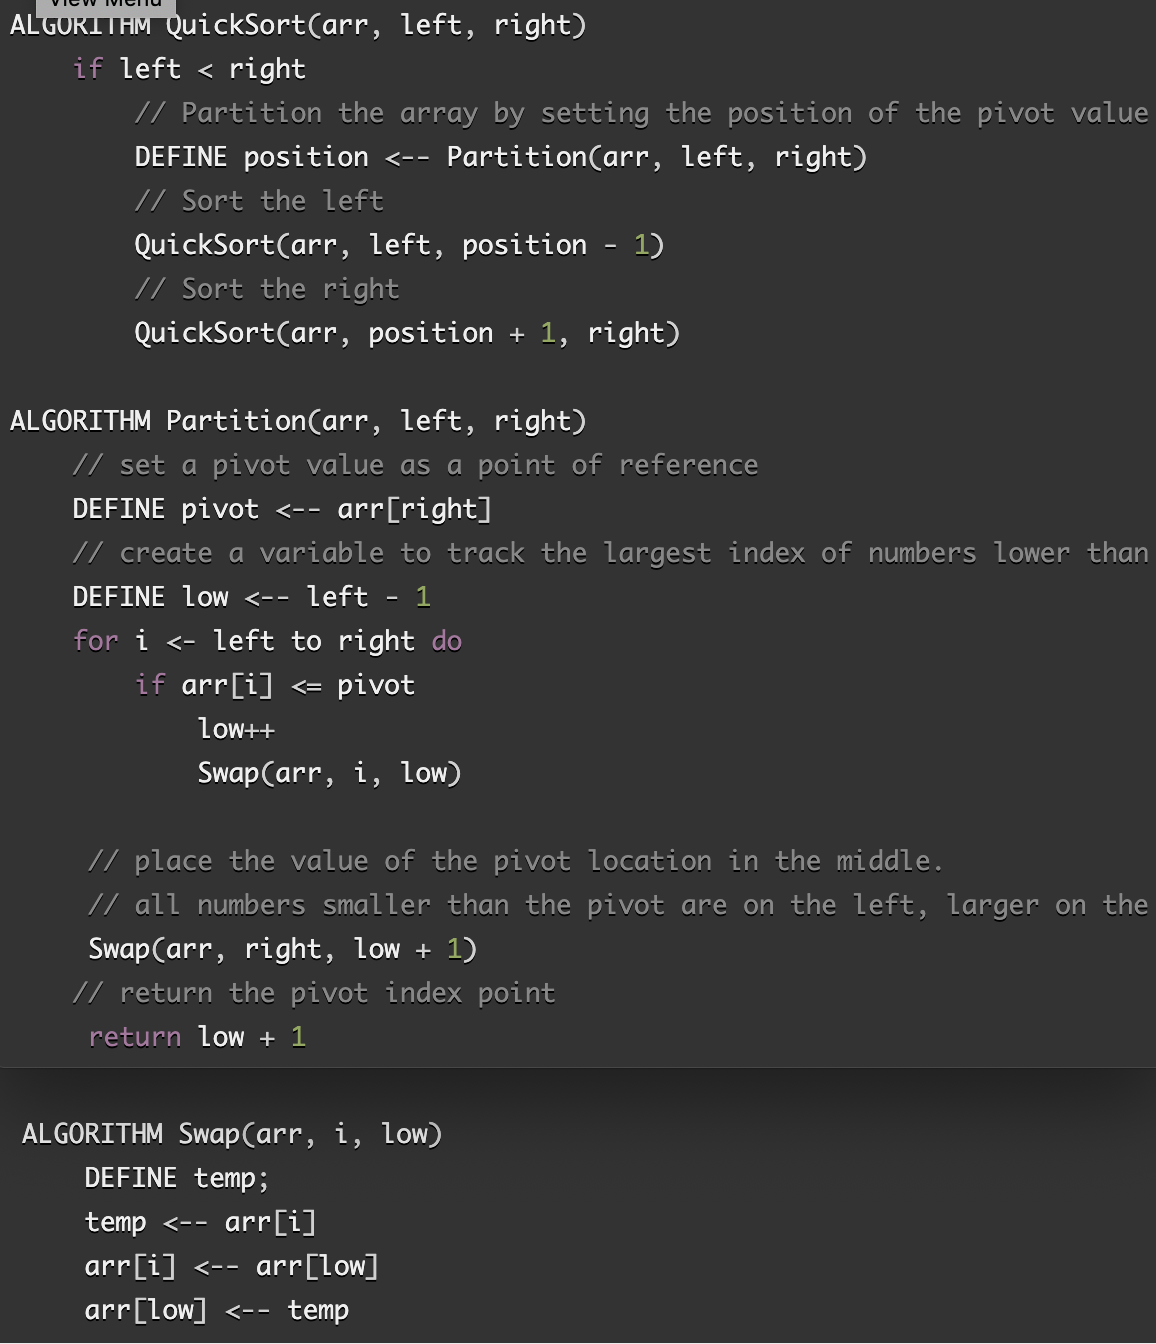 View Menu
ALGORITHM QuickSort(arr, left, right)
if left < right
// Partition the array by setting the position of the pivot value
DEFINE position <-- Partition(arr, left, right)
// Sort the left
QuickSort(arr, left, position - 1)
// Sort the right
QuickSort(arr, position + 1, right)
ALGORITHM Partition(arr, left, right)
// set a pivot value as a point of reference
DEFINE pivot <-- arr[right]
// create a variable to track the largest index of numbers lower than
DEFINE low <-- left - 1
for i <- left to right do
if arr[i] <= pivot
low++
Swap(arr, i, low)
// place the value of the pivot location in the middle.
// all numbers smaller than the pivot are on the left, larger on the
Swap(arr, right, low + 1)
// return the pivot index point
return low + 1
ALGORITHM Swap(arr, i, low)
DEFINE temp;
temp <-- arr[i]
arr[i] <-- arr[low]
arr[low] <-- temp